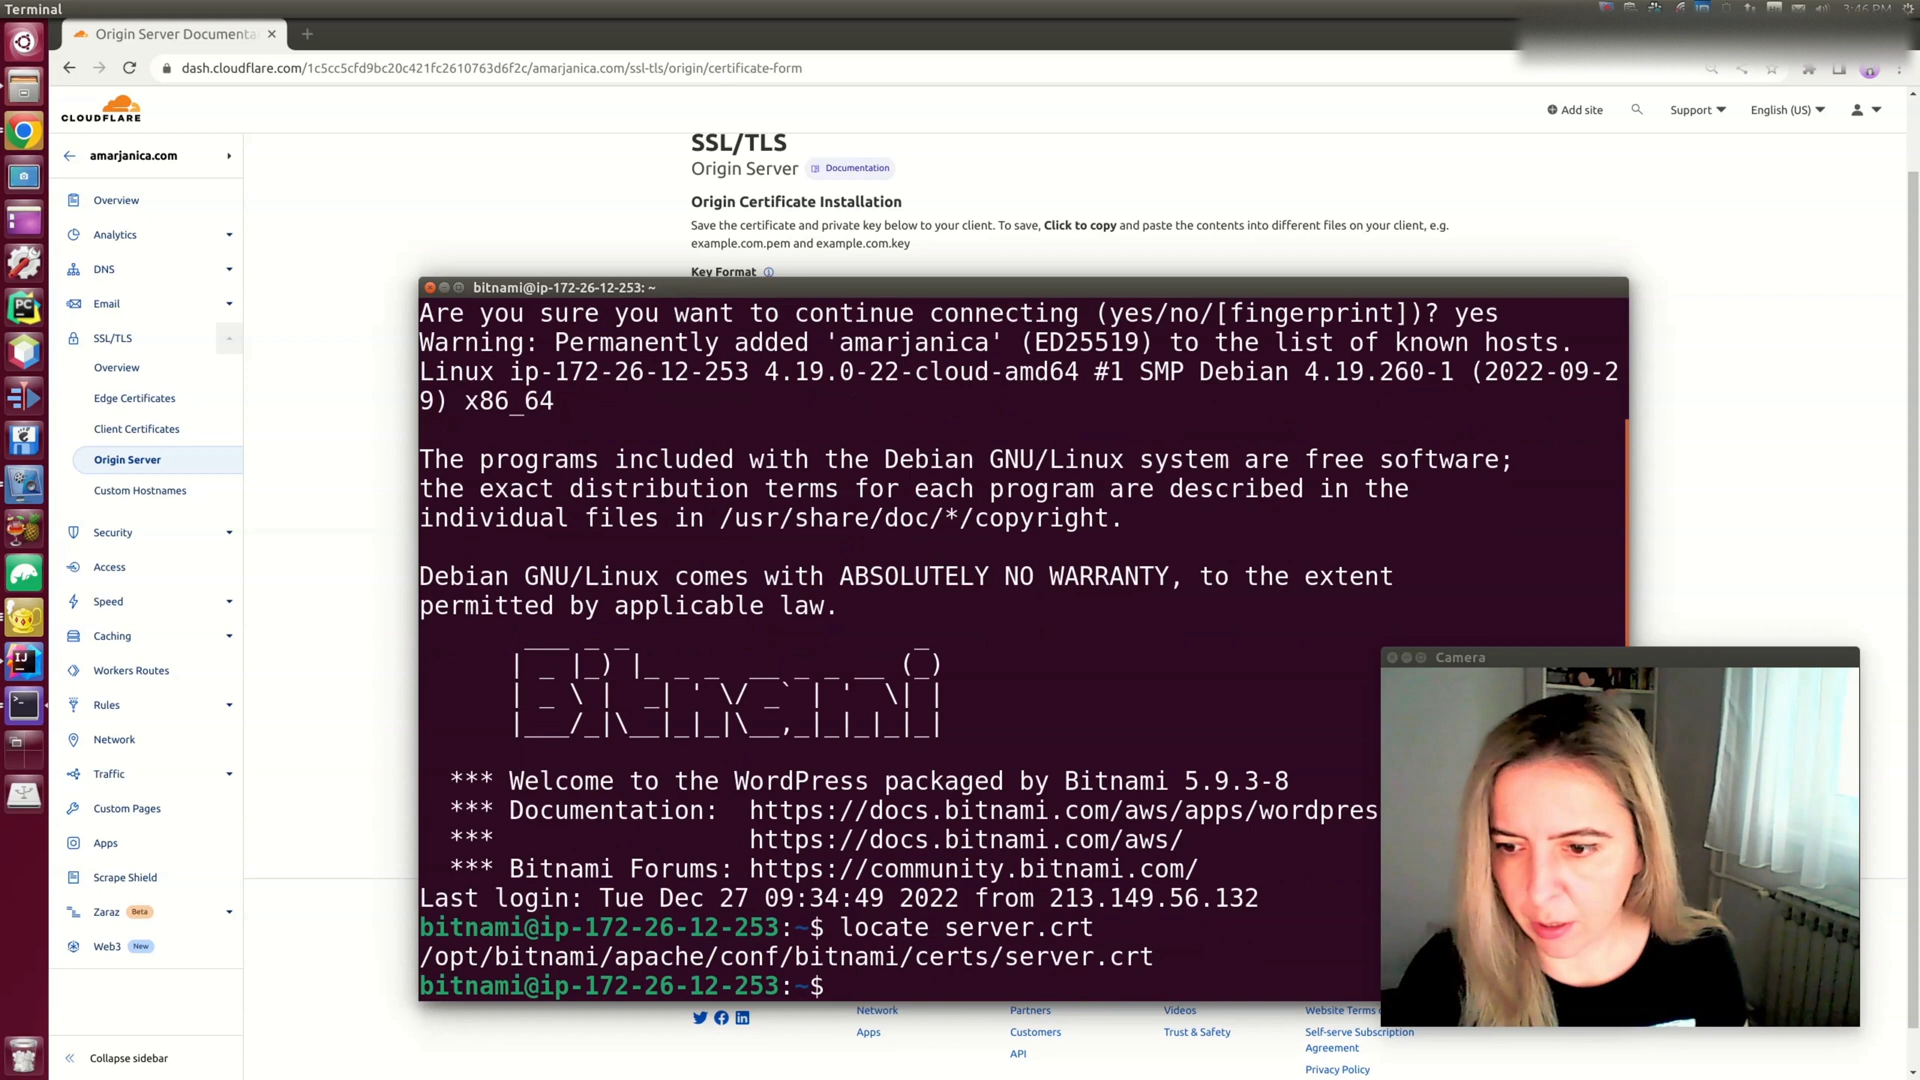 Terminal
3:46 PM
Origin Server Documenta
dash.cloudflare.com/1c5cc5cfd9bc20c421fc2610763d6f2c/amarjanica.com/ssl-tls/origin/certificate-form
CLOUDFLARE
Add site
Support
English (US)
amarjanica.com
Overview
Analytics
DNS
Email
SSL/TLS
Overview
Edge Certificates
Client Certificates
Origin Server
Custom Hostnames
Security
Access
Speed
Caching
Workers Routes
Rules
Network
Traffic
Custom Pages
Apps
Scrape Shield
Zaraz Beta
Web3 New
Collapse sidebar
SSL/TLS
Origin Server Documentation
Origin Certificate Installation
Save the certificate and private key below to your client. To save, Click to copy and paste the contents into different files on your client, e.g.
example.com.pem and example.com.key
Key Format
bitnami@ip-172-26-12-253: ~
Are you sure you want to continue connecting (yes/no/[fingerprint])? yes
Warning: Permanently added 'amarjanica' (ED25519) to the list of known hosts.
Linux ip-172-26-12-253 4.19.0-22-cloud-amd64 #1 SMP Debian 4.19.260-1 (2022-09-2
9) x86_64
The programs included with the Debian GNU/Linux system are free software;
the exact distribution terms for each program are described in the
individual files in /usr/share/doc/*/copyright.
Debian GNU/Linux comes with ABSOLUTELY NO WARRANTY, to the extent
permitted by applicable law.
Bitnami
*** Welcome to the WordPress packaged by Bitnami 5.9.3-8
*** Documentation: https://docs.bitnami.com/aws/apps/wordpres
*** https://docs.bitnami.com/aws/
*** Bitnami Forums: https://community.bitnami.com/
Last login: Tue Dec 27 09:34:49 2022 from 213.149.56.132
bitnami@ip-172-26-12-253:~$ locate server.crt
/opt/bitnami/apache/conf/bitnami/certs/server.crt
bitnami@ip-172-26-12-253:~$
Camera
Network
Apps
Partners
Customers
API
Videos
Trust & Safety
Website Terms
Self-serve Subscription
Agreement
Privacy Policy
PC
IJ